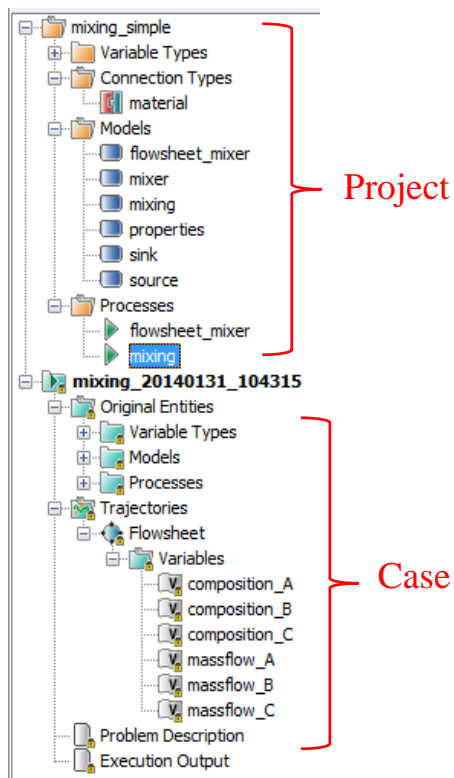 mixing_simple
Variable Types
Connection Types
material
Models
flowsheet_mixer
mixer
mixing
properties
sink
source
Processes
flowsheet_mixer
mixing
Project
mixing_20140131_104315
Original Entities
Variable Types
Models
Processes
Trajectories
Flowsheet
Variables
composition_A
composition_B
composition_C
massflow_A
massflow_B
massflow_C
Case
Problem Description
Execution Output